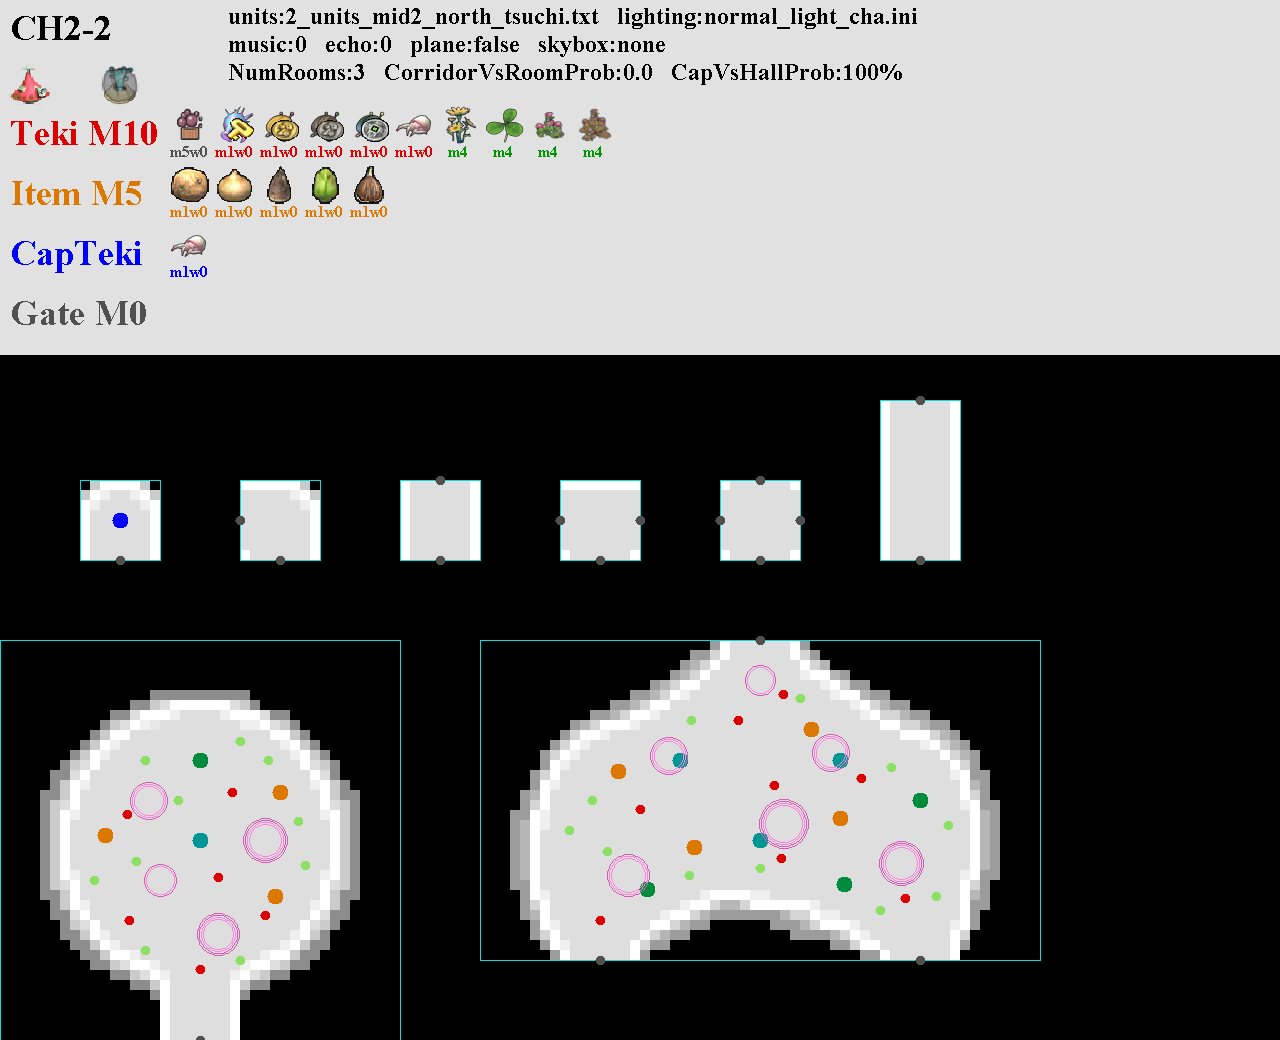 CH2-2
units:2_units_mid2_north_tsuchi.txt lighting:normal_light_cha.ini
music:0 echo:0 plane:false skybox:none
NumRooms:3 CorridorVsRoomProb:0.0 CapVsHallProb:100%
Teki M10
m5w0 m1w0 m1w0 m1w0 m1w0 m1w0 m4 m4 m4 m4
Item M5
m1w0 m1w0 m1w0 m1w0 m1w0
CapTeki
m1w0
Gate M0